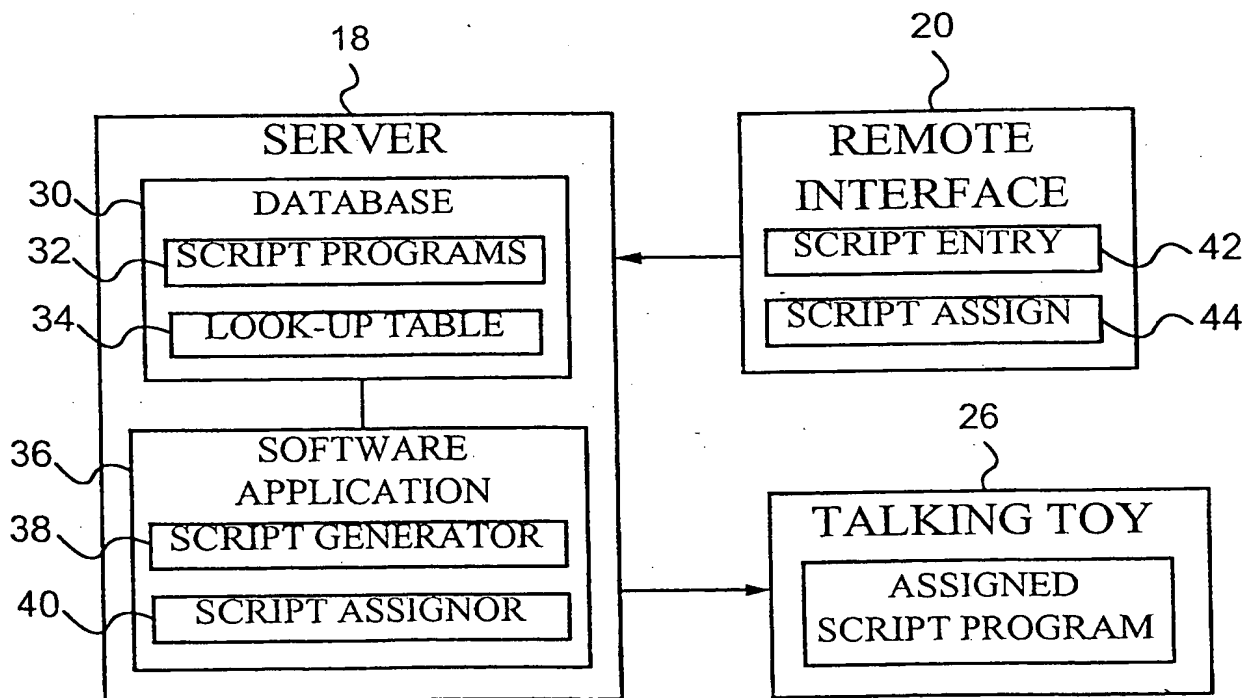 18
SERVER
30
DATABASE
32
SCRIPT PROGRAMS
34
LOOK-UP TABLE
36
SOFTWARE
APPLICATION
38
SCRIPT GENERATOR
40
SCRIPT ASSIGNOR
20
REMOTE
INTERFACE
SCRIPT ENTRY
42
SCRIPT ASSIGN
44
26
TALKING TOY
ASSIGNED
SCRIPT PROGRAM